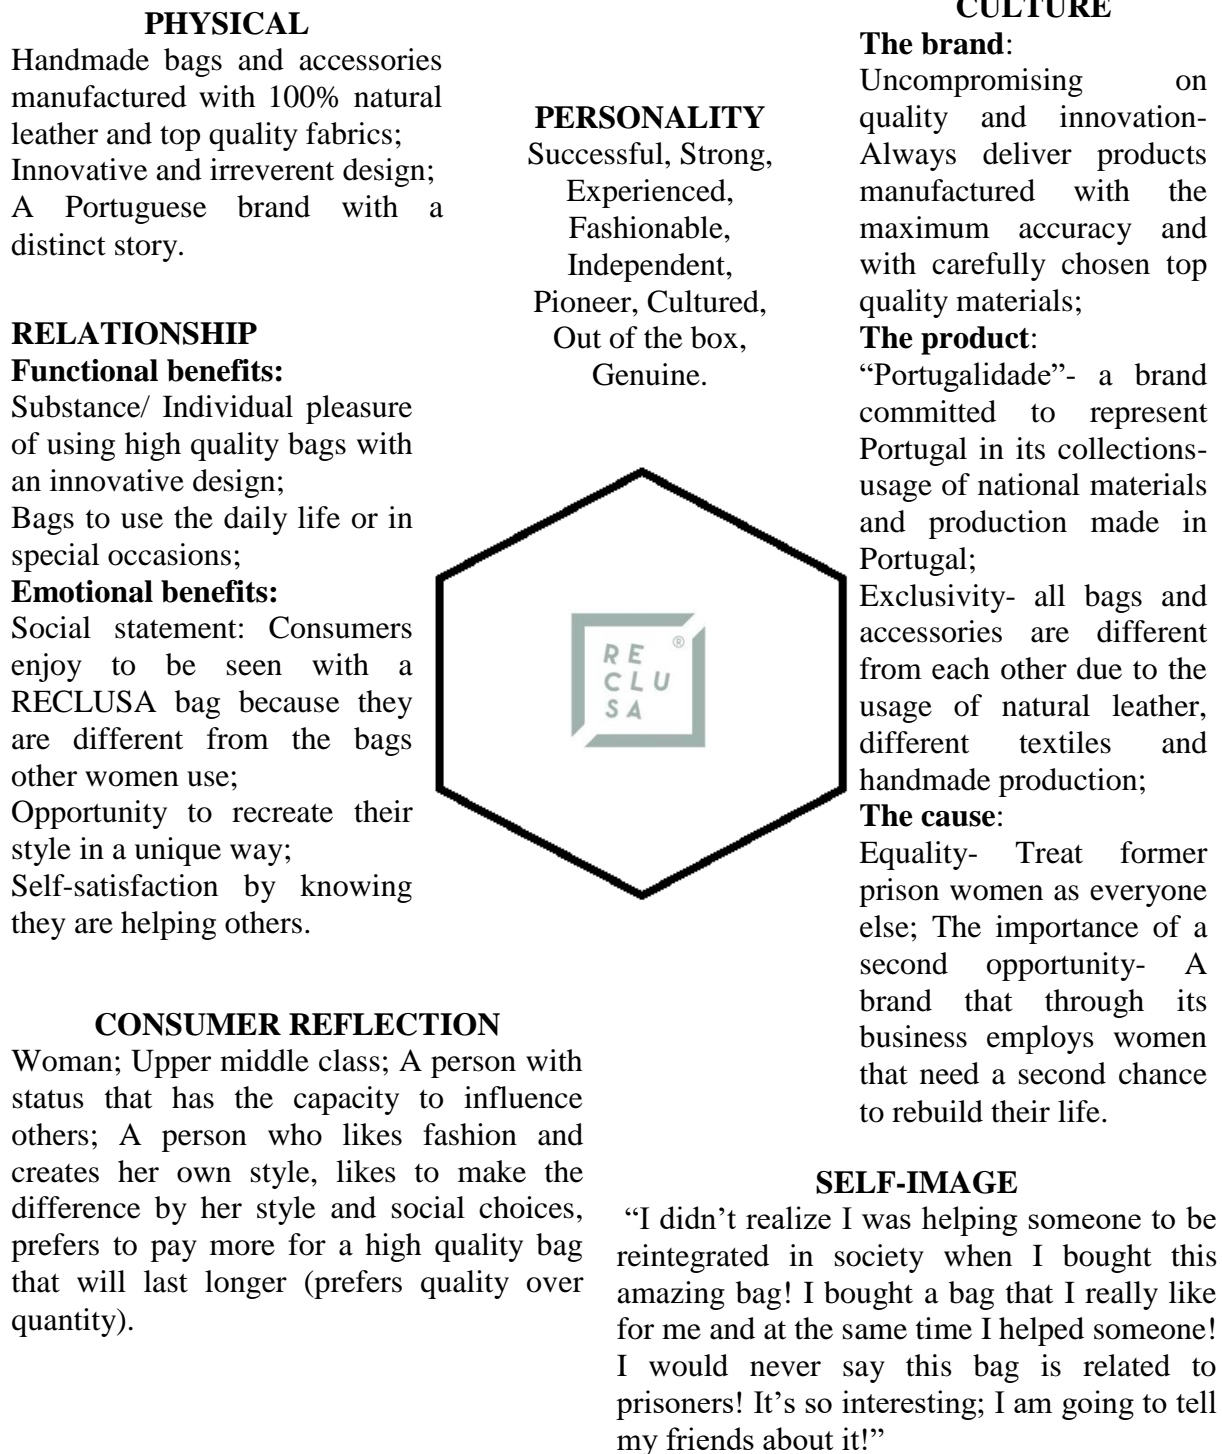 PHYSICAL
Handmade bags and accessories
manufactured with 100% natural
leather and top quality fabrics;
Innovative and irreverent design;
A Portuguese brand with a
distinct story.
RELATIONSHIP
Functional benefits:
Substance/ Individual pleasure
of using high quality bags with
an innovative design;
Bags to use the daily life or in
special occasions;
Emotional benefits:
Social statement: Consumers
enjoy to be seen with a
RECLUSA bag because they
are different from the bags
other women use;
Opportunity to recreate their
style in a unique way;
Self-satisfaction by knowing
they are helping others.
PERSONALITY
Successful, Strong,
Experienced,
Fashionable,
Independent,
Pioneer, Cultured,
Out of the box,
Genuine.
RE ®
CLU
SA
CULTURE
The brand:
Uncompromising on
quality and innovation-
Always deliver products
manufactured with the
maximum accuracy and
with carefully chosen top
quality materials;
The product:
“Portugalidade”- a brand
committed to represent
Portugal in its collections-
usage of national materials
and production made in
Portugal;
Exclusivity- all bags and
accessories are different
from each other due to the
usage of natural leather,
different textiles and
handmade production;
The cause:
Equality- Treat former
prison women as everyone
else; The importance of a
second opportunity- A
brand that through its
business employs women
that need a second chance
to rebuild their life.
CONSUMER REFLECTION
Woman; Upper middle class; A person with
status that has the capacity to influence
others; A person who likes fashion and
creates her own style, likes to make the
difference by her style and social choices,
prefers to pay more for a high quality bag
that will last longer (prefers quality over
quantity).
SELF-IMAGE
“I didn’t realize I was helping someone to be
reintegrated in society when I bought this
amazing bag! I bought a bag that I really like
for me and at the same time I helped someone!
I would never say this bag is related to
prisoners! It’s so interesting; I am going to tell
my friends about it!”